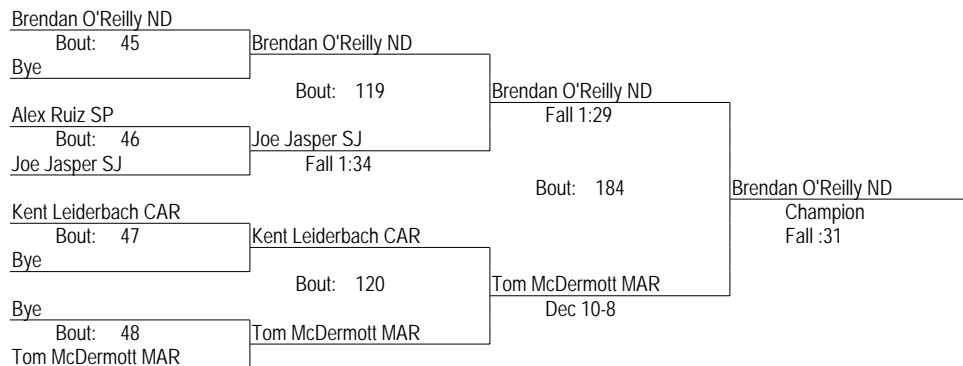 Brendan O'Reilly ND
Bout: 45
Bye
Brendan O'Reilly ND
Bout: 119
Alex Ruiz SP
Bout: 46
Joe Jasper SJ
Joe Jasper SJ
Fall 1:34
Brendan O'Reilly ND
Fall 1:29
Bout: 184
Kent Leiderbach CAR
Bout: 47
Bye
Kent Leiderbach CAR
Bout: 120
Bye
Bout: 48
Tom McDermott MAR
Tom McDermott MAR
Tom McDermott MAR
Dec 10-8
Brendan O'Reilly ND
Champion
Fall :31